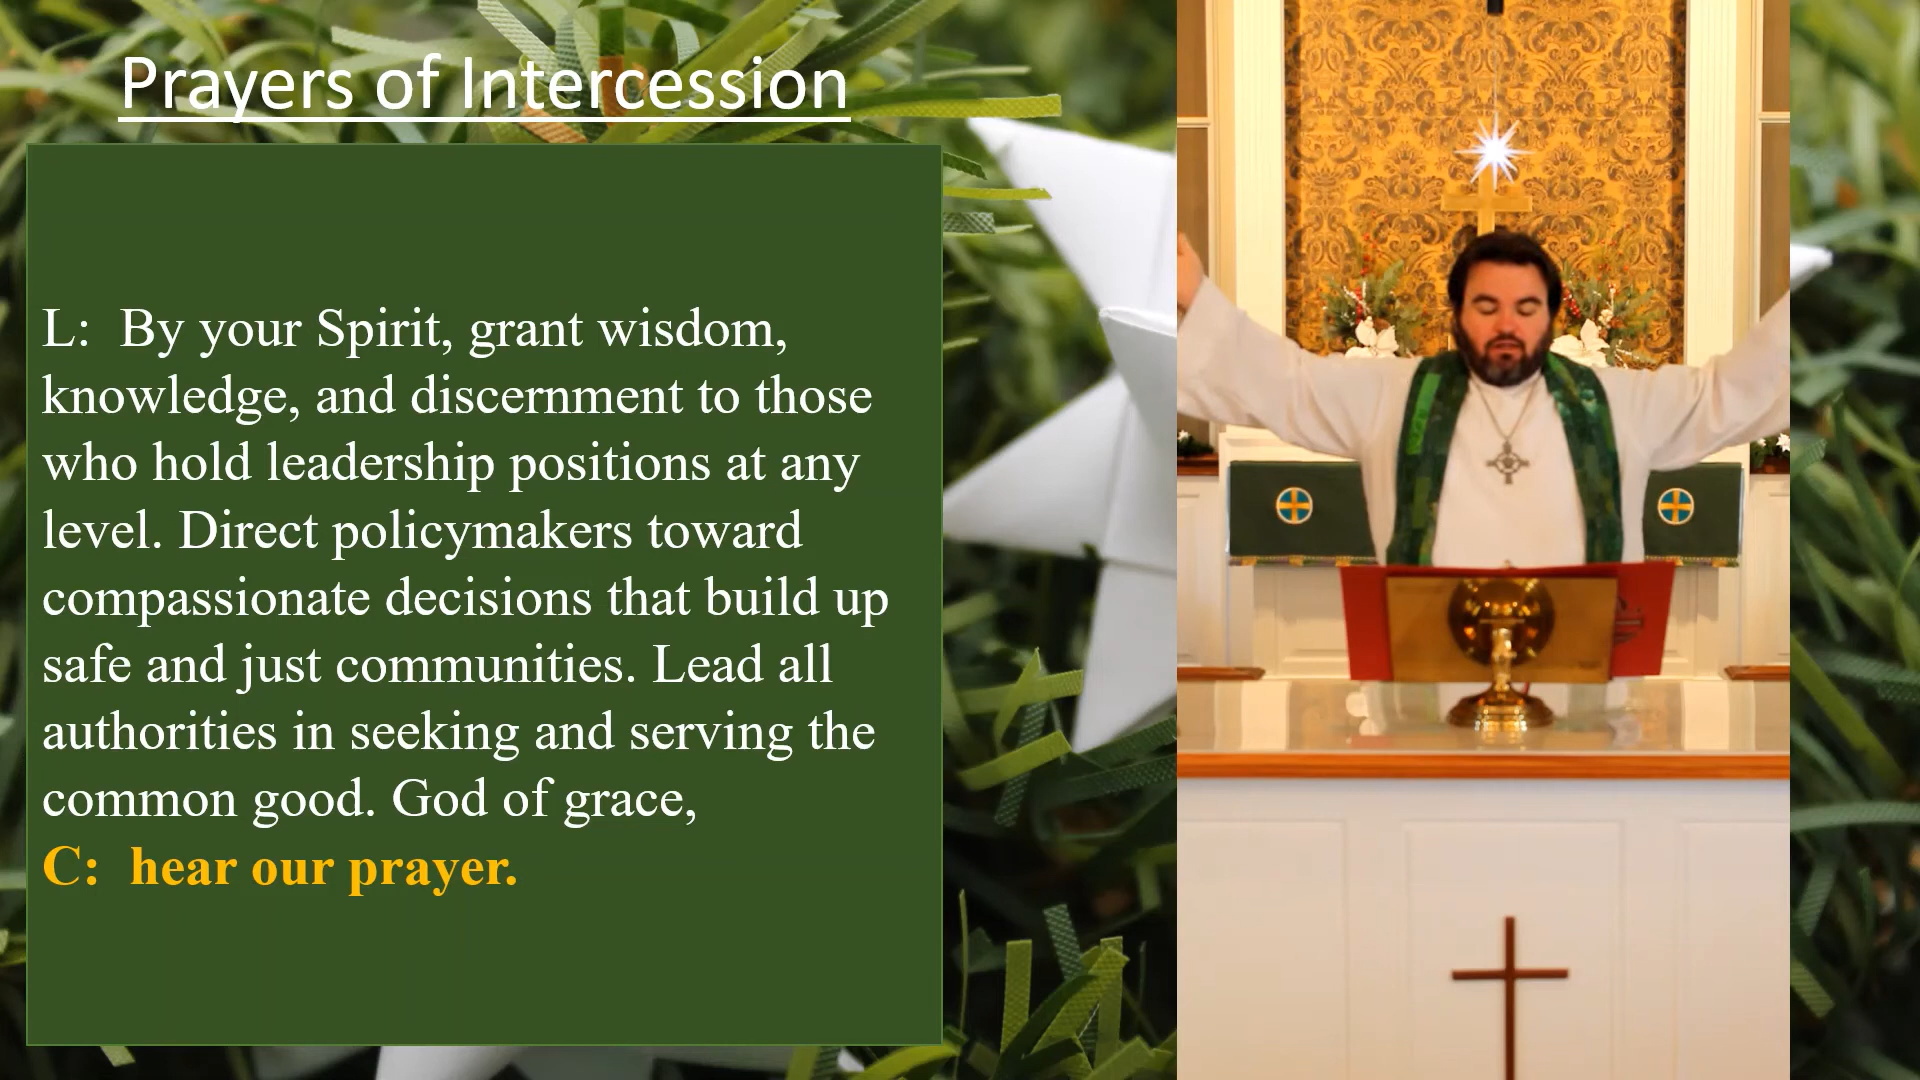 Prayers of Intercession
L:  By your Spirit, grant wisdom,
knowledge, and discernment to those
who hold leadership positions at any
level. Direct policymakers toward
compassionate decisions that build up
safe and just communities. Lead all
authorities in seeking and serving the
common good. God of grace,
C:  hear our prayer.